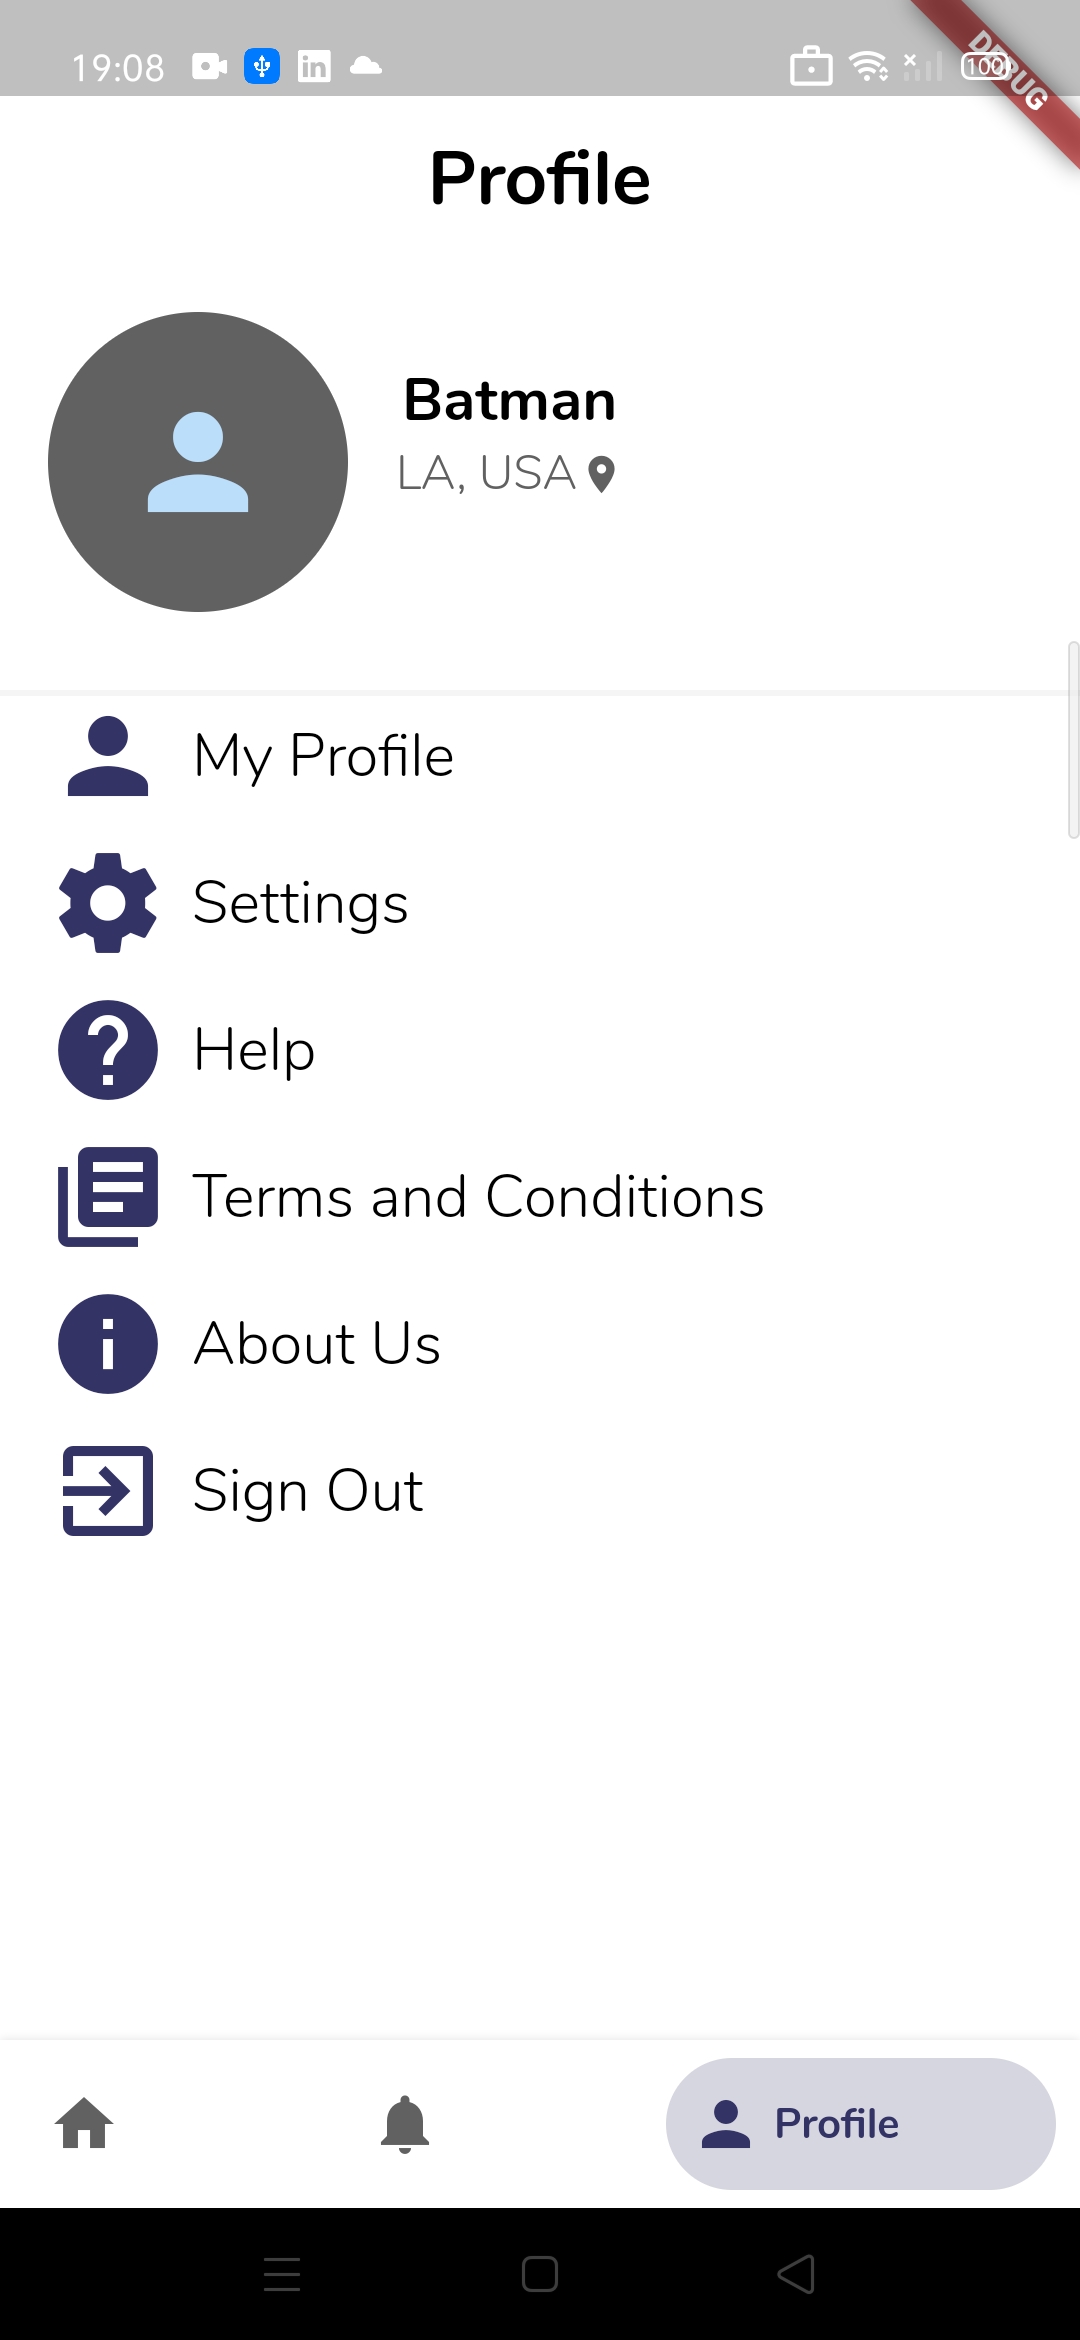 19:08
100
DEBUG
Profile
Batman
LA, USA
My Profile
Settings
Help
Terms and Conditions
About Us
Sign Out
Profile